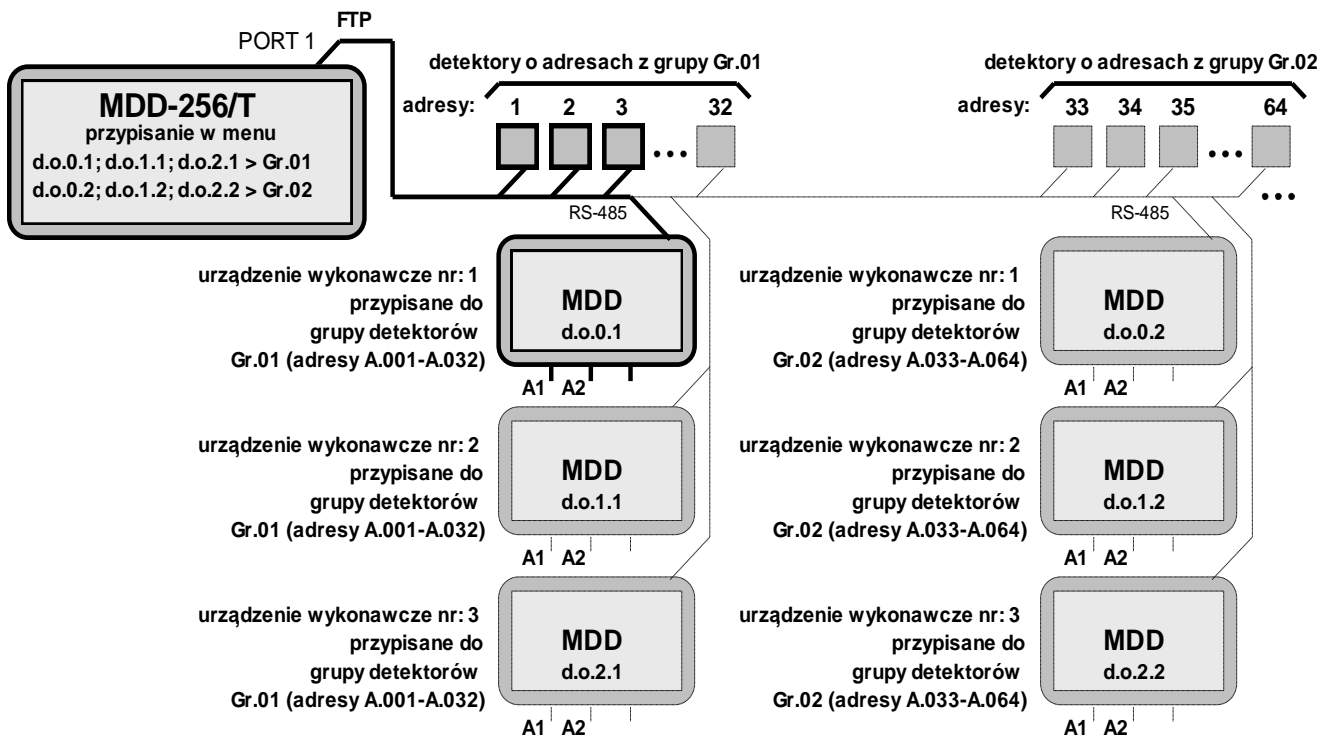 FTP
PORT 1
MDD-256/T
przypisanie w menu
d.o.0.1; d.o.1.1; d.o.2.1 > Gr.01
d.o.0.2; d.o.1.2; d.o.2.2 > Gr.02
detektory o adresach z grupy Gr.01
adresy: 1 2 3 ... 32
detektory o adresach z grupy Gr.02
adresy: 33 34 35 ... 64 ...
RS-485
RS-485
urządzenie wykonawcze nr: 1
przypisane do
grupy detektorów
Gr.01 (adresy A.001-A.032)
MDD
d.o.0.1
A1 A2
urządzenie wykonawcze nr: 1
przypisane do
grupy detektorów
Gr.02 (adresy A.033-A.064)
MDD
d.o.0.2
A1 A2
urządzenie wykonawcze nr: 2
przypisane do
grupy detektorów
Gr.01 (adresy A.001-A.032)
MDD
d.o.1.1
A1 A2
urządzenie wykonawcze nr: 2
przypisane do
grupy detektorów
Gr.02 (adresy A.033-A.064)
MDD
d.o.1.2
A1 A2
urządzenie wykonawcze nr: 3
przypisane do
grupy detektorów
Gr.01 (adresy A.001-A.032)
MDD
d.o.2.1
A1 A2
urządzenie wykonawcze nr: 3
przypisane do
grupy detektorów
Gr.02 (adresy A.033-A.064)
MDD
d.o.2.2
A1 A2